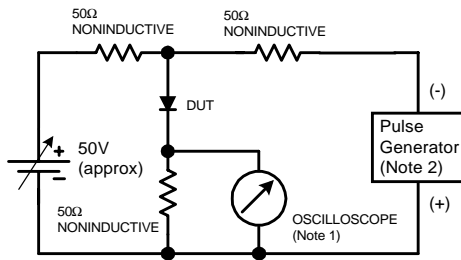 50Ω
NONINDUCTIVE
50Ω
NONINDUCTIVE
(-)
DUT
Pulse
Generator
(Note 2)
+
50V
(approx)
−
(+)
50Ω
NONINDUCTIVE
OSCILLOSCOPE
(Note 1)